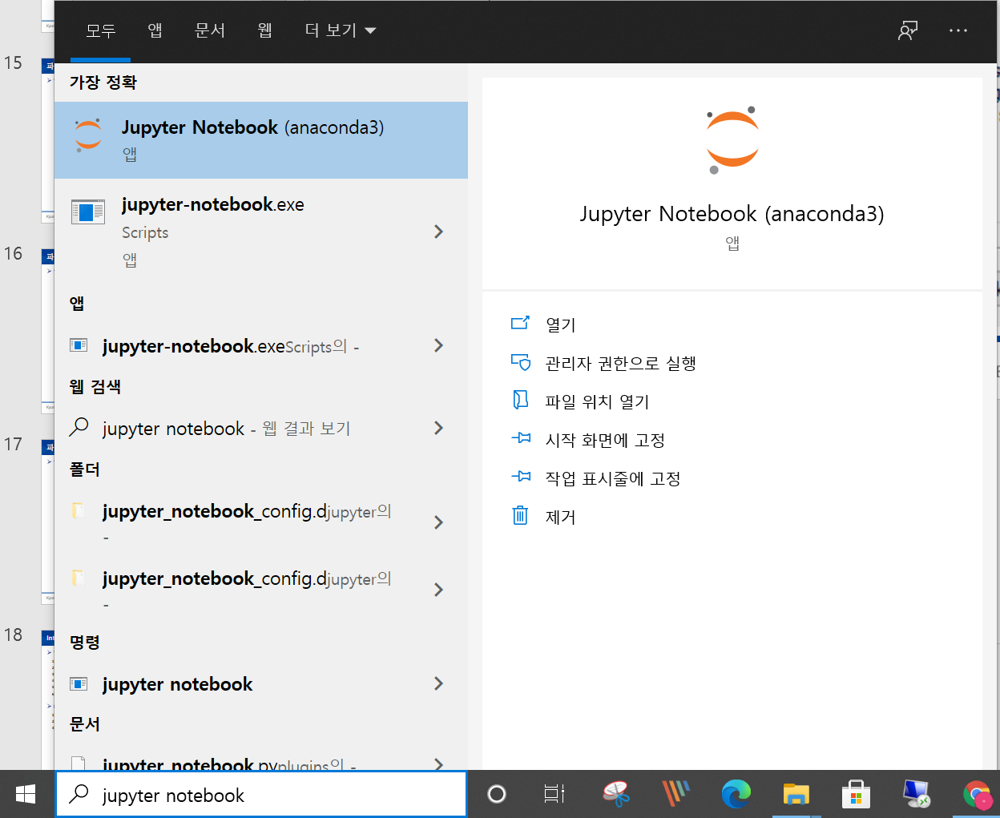 모두 앱 문서 웹 더 보기
가장 정확
Jupyter Notebook (anaconda3)
앱
jupyter-notebook.exe
Scripts
앱
앱
jupyter-notebook.exeScripts의 -
웹 검색
jupyter notebook - 웹 결과 보기
폴더
jupyter_notebook_config.djupyter의
-
jupyter_notebook_config.djupyter의
-
명령
jupyter notebook
문서
jupyter_notebook.pyplugins의 -
jupyter notebook
Jupyter Notebook (anaconda3)
앱
열기
관리자 권한으로 실행
파일 위치 열기
시작 화면에 고정
작업 표시줄에 고정
제거
15
파
16
파
17
파
18
Int